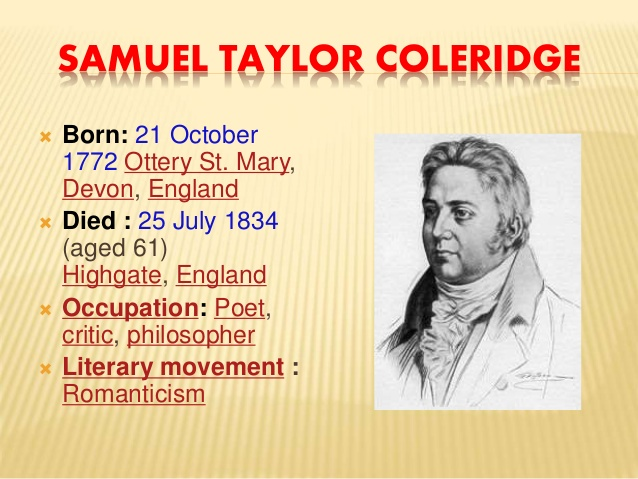 SAMUEL TAYLOR COLERIDGE
Born: 21 October
1772 Ottery St. Mary,
Devon, England
Died : 25 July 1834
(aged 61)
Highgate, England
Occupation: Poet,
critic, philosopher
Literary movement :
Romanticism